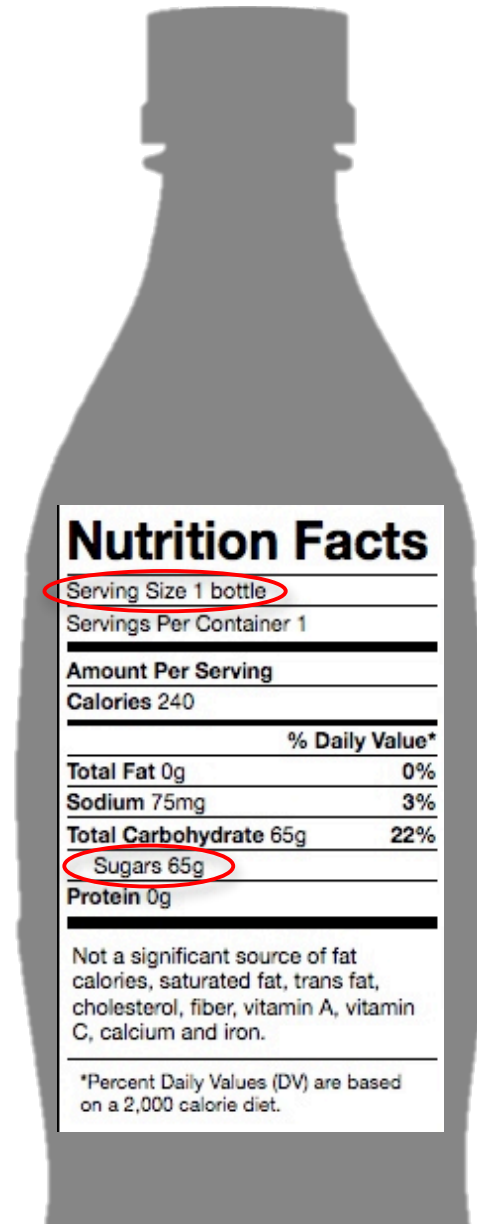 Nutrition Facts
Serving Size 1 bottle
Servings Per Container 1
Amount Per Serving
Calories 240
% Daily Value*
Total Fat 0g 0%
Sodium 75mg 3%
Total Carbohydrate 65g 22%
Sugars 65g
Protein 0g
Not a significant source of fat
calories, saturated fat, trans fat,
cholesterol, fiber, vitamin A, vitamin
C, calcium and iron.
*Percent Daily Values (DV) are based
on a 2,000 calorie diet.